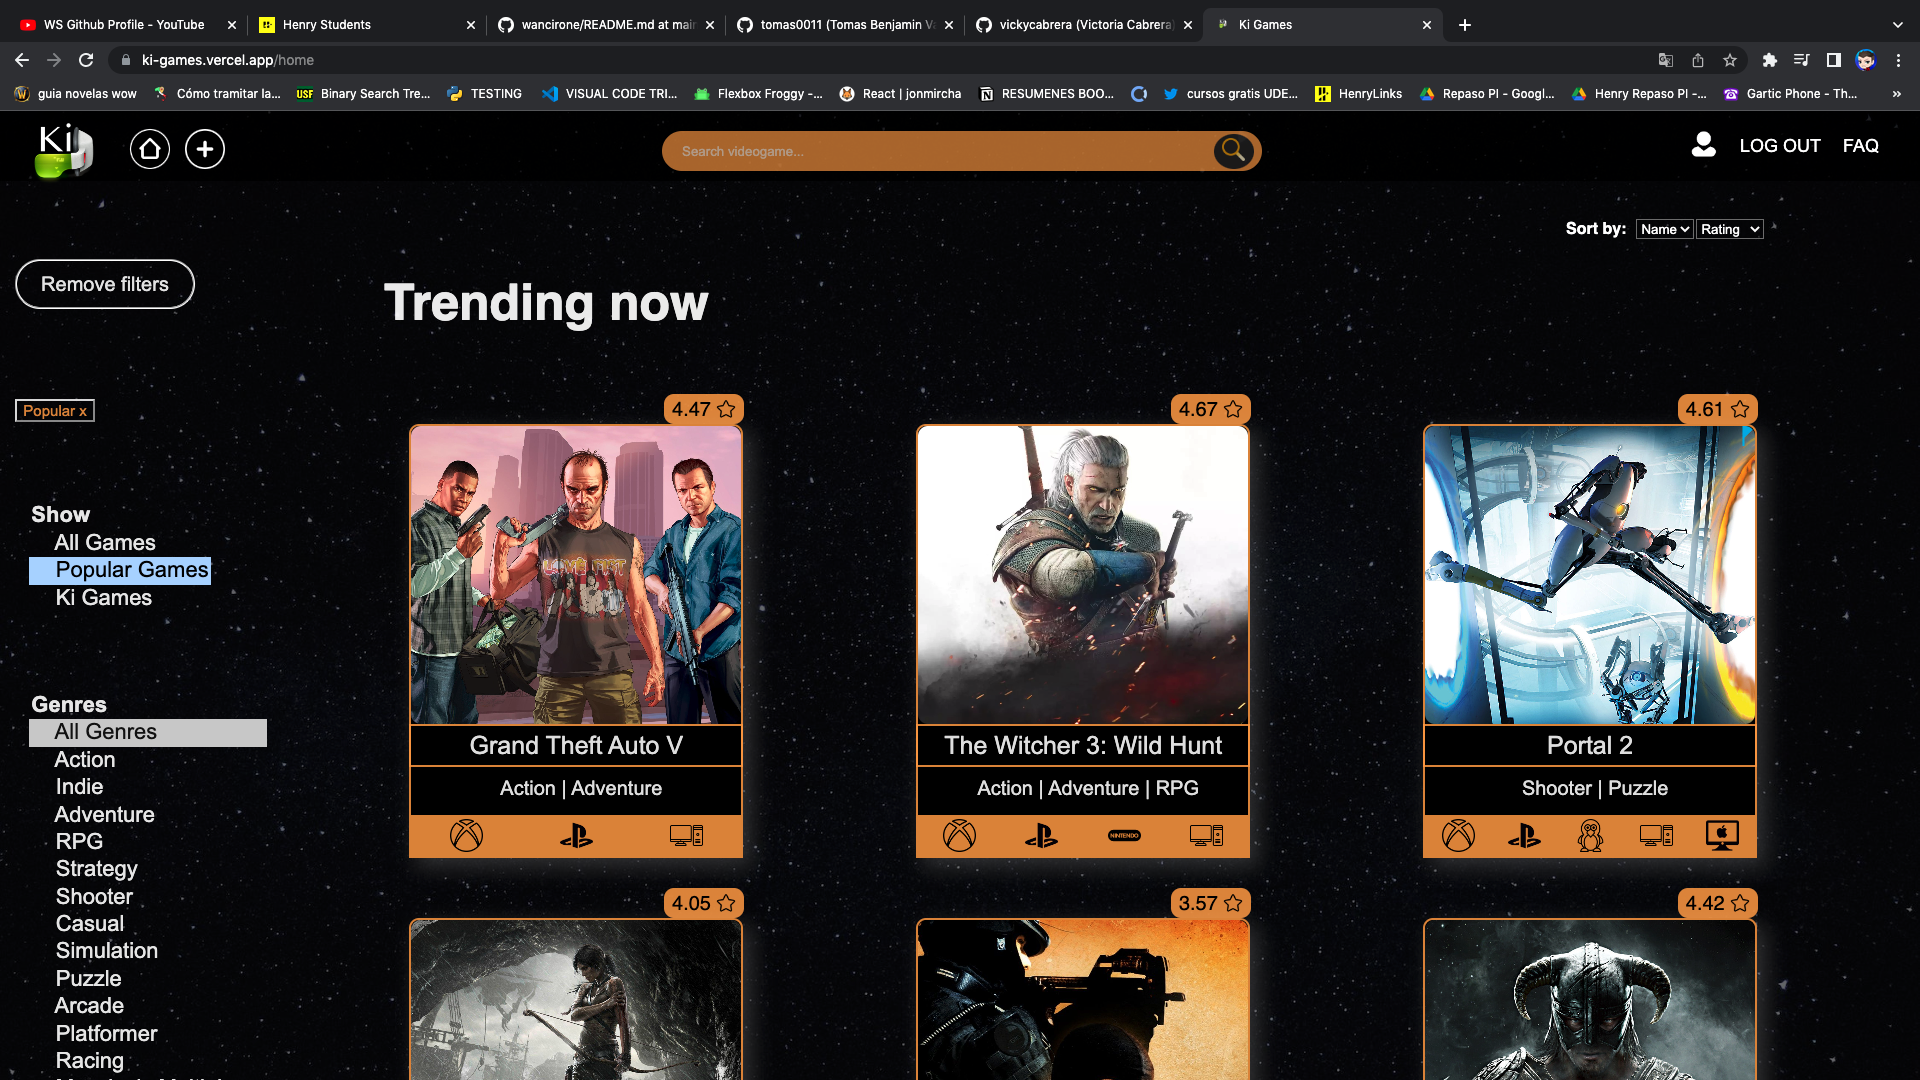 WS Github Profile - YouTube
Henry Students
wancirone/README.md at mai
tomas0011 (Tomas Benjamin V
vickycabrera (Victoria Cabrera
Ki Games
ki-games.vercel.app/home
guia novelas wow
Cómo tramitar la...
USF Binary Search Tre...
TESTING
VISUAL CODE TRI...
Flexbox Froggy -...
React | jonmircha
RESUMENES BOO...
cursos gratis UDE...
HenryLinks
Repaso PI - Googl...
Henry Repaso PI -...
Gartic Phone - Th...
»
Ki
Search videogame...
LOG OUT
FAQ
Sort by:
Name
Rating
Remove filters
Trending now
Popular x
Show
All Games
Popular Games
Ki Games
Genres
All Genres
Action
Indie
Adventure
RPG
Strategy
Shooter
Casual
Simulation
Puzzle
Arcade
Platformer
Racing
4.47
Grand Theft Auto V
Action | Adventure
4.67
The Witcher 3: Wild Hunt
Action | Adventure | RPG
NINTENDO
4.61
Portal 2
Shooter | Puzzle
4.05
3.57
4.42